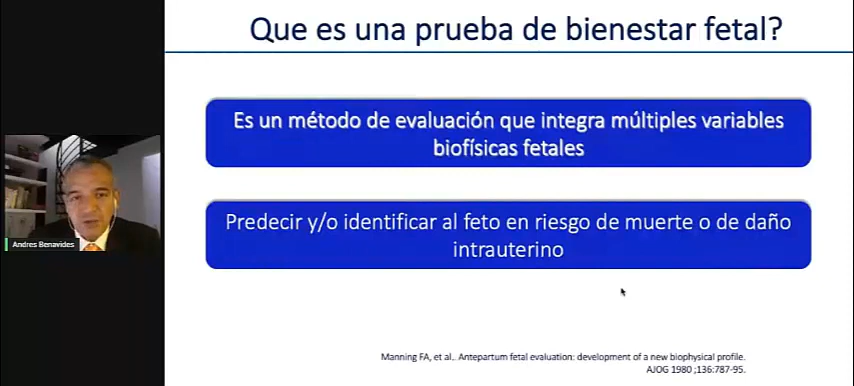 Que es una prueba de bienestar fetal?
Es un método de evaluación que integra múltiples variables
biofísicas fetales
Predecir y/o identificar al feto en riesgo de muerte o de daño
intrauterino
Andres Benavides
Manning FA, et al.. Antepartum fetal evaluation: development of a new biophysical profile.
AJOG 1980 ;136:787-95.